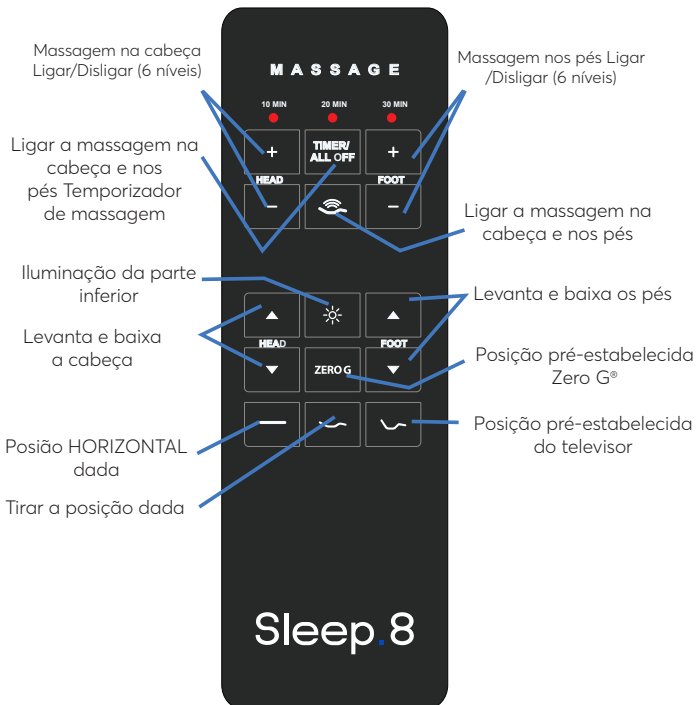 Massagem na cabeça
Ligar/Disligar (6 níveis)
Massagem nos pés Ligar
/Disligar (6 níveis)
MASSAGE
10 MIN
20 MIN
30 MIN
+
TIMER/
ALL OFF
+
HEAD
FOOT
−
−
Ligar a massagem na
cabeça e nos
pés Temporizador
de massagem
Ligar a massagem na
cabeça e nos pés
Iluminação da parte
inferior
Levanta e baixa os pés
Levanta e baixa
a cabeça
HEAD
FOOT
ZERO G
Posição pré-estabelecida
Zero G®
Posição pré-estabelecida
do televisor
Posião HORIZONTAL
dada
Tirar a posição dada
Sleep.8